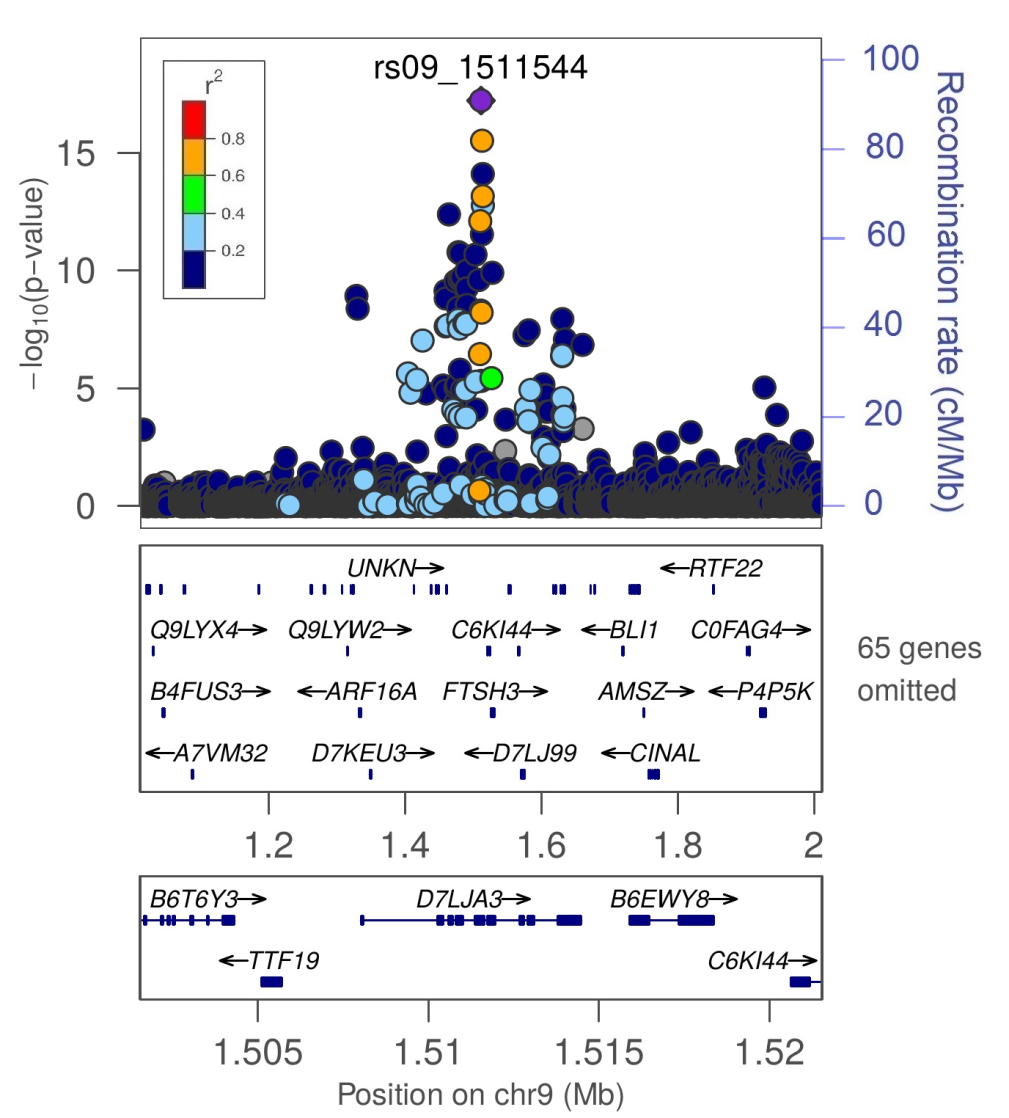 rs09_1511544
r2
0.8
0.6
0.4
0.2
−log10(p−value)
15
10
5
0
100
80
60
40
20
0
Recombination rate (cM/Mb)
UNKN
RTF22
Q9LYX4
Q9LYW2
C6KI44
BLI1
C0FAG4
B4FUS3
ARF16A
FTSH3
AMSZ
P4P5K
A7VM32
D7KEU3
D7LJ99
CINAL
65 genes
omitted
1.2
1.4
1.6
1.8
2
B6T6Y3
D7LJA3
B6EWY8
TTF19
C6KI44
1.505
1.51
1.515
1.52
Position on chr9 (Mb)